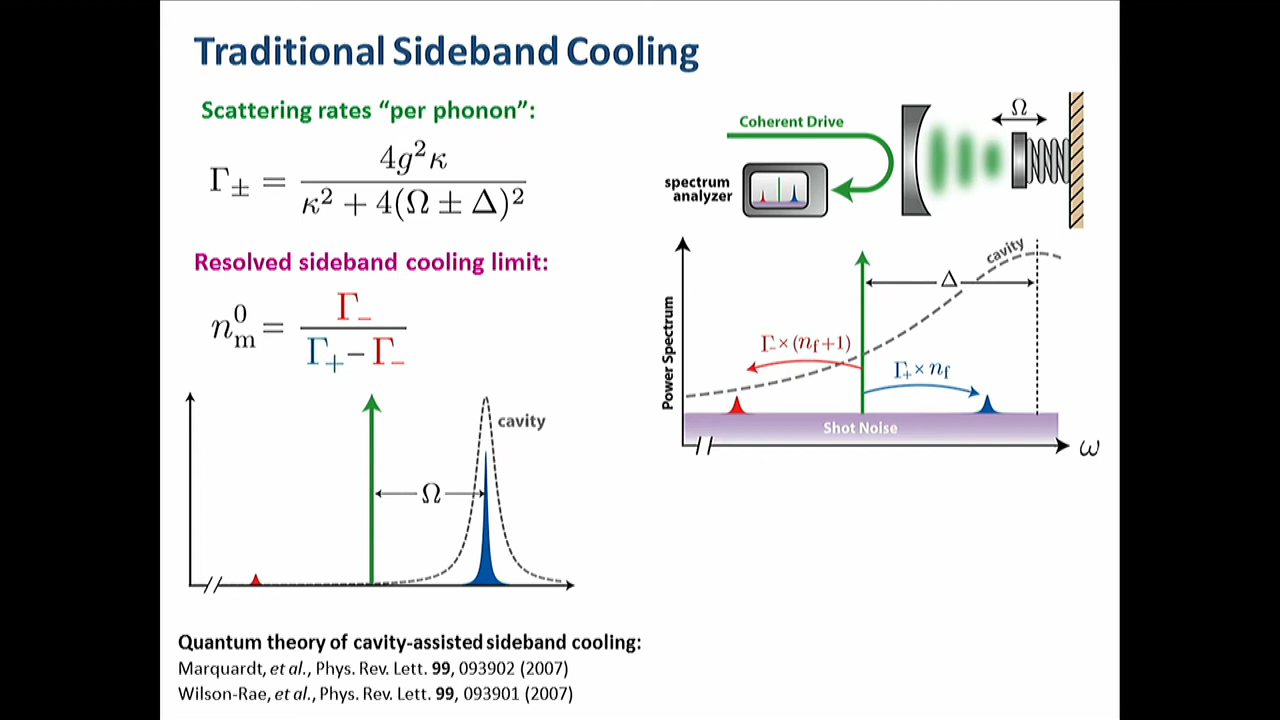 Traditional Sideband Cooling
Scattering rates “per phonon”:
Γ± = 4g²κ / κ² + 4(Ω ± Δ)²
Resolved sideband cooling limit:
n⁰ₘ = Γ₋ / Γ₊ − Γ₋
cavity
Ω
Quantum theory of cavity-assisted sideband cooling:
Marquardt, et al., Phys. Rev. Lett. 99, 093902 (2007)
Wilson-Rae, et al., Phys. Rev. Lett. 99, 093901 (2007)
Coherent Drive
Ω
spectrum
analyzer
cavity
Δ
Power Spectrum
Γ₋ × (nf+1)
Γ₊ × nf
Shot Noise
ω